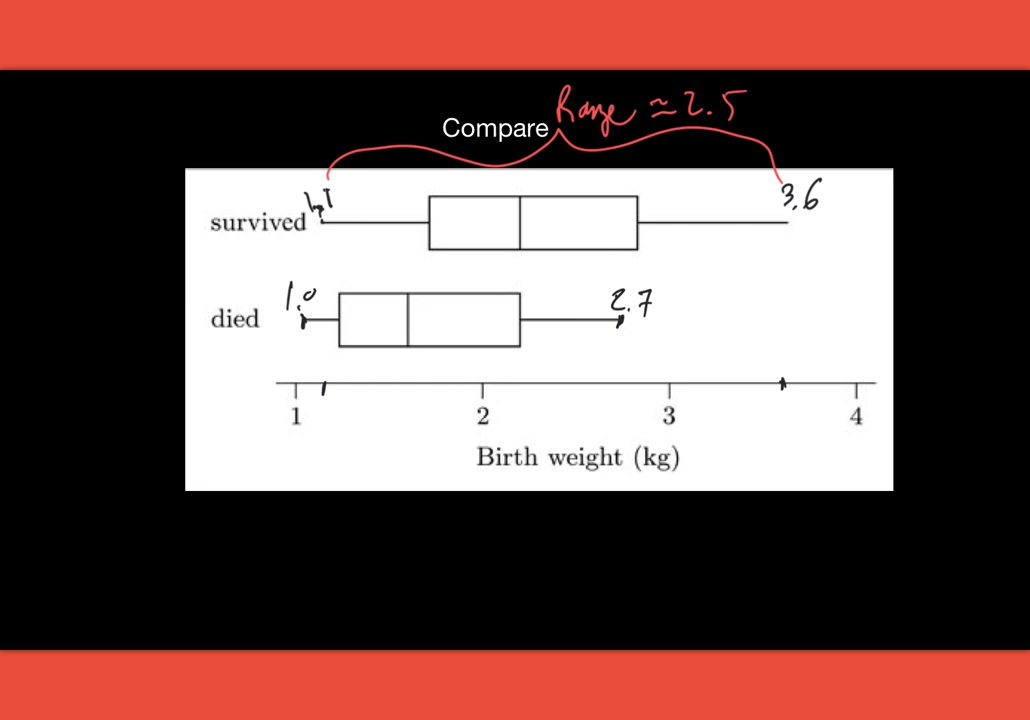 Compare Range ≃ 2.5
survived 1.1 3.6
died 1.0 2.7
1 2 3 4
Birth weight (kg)